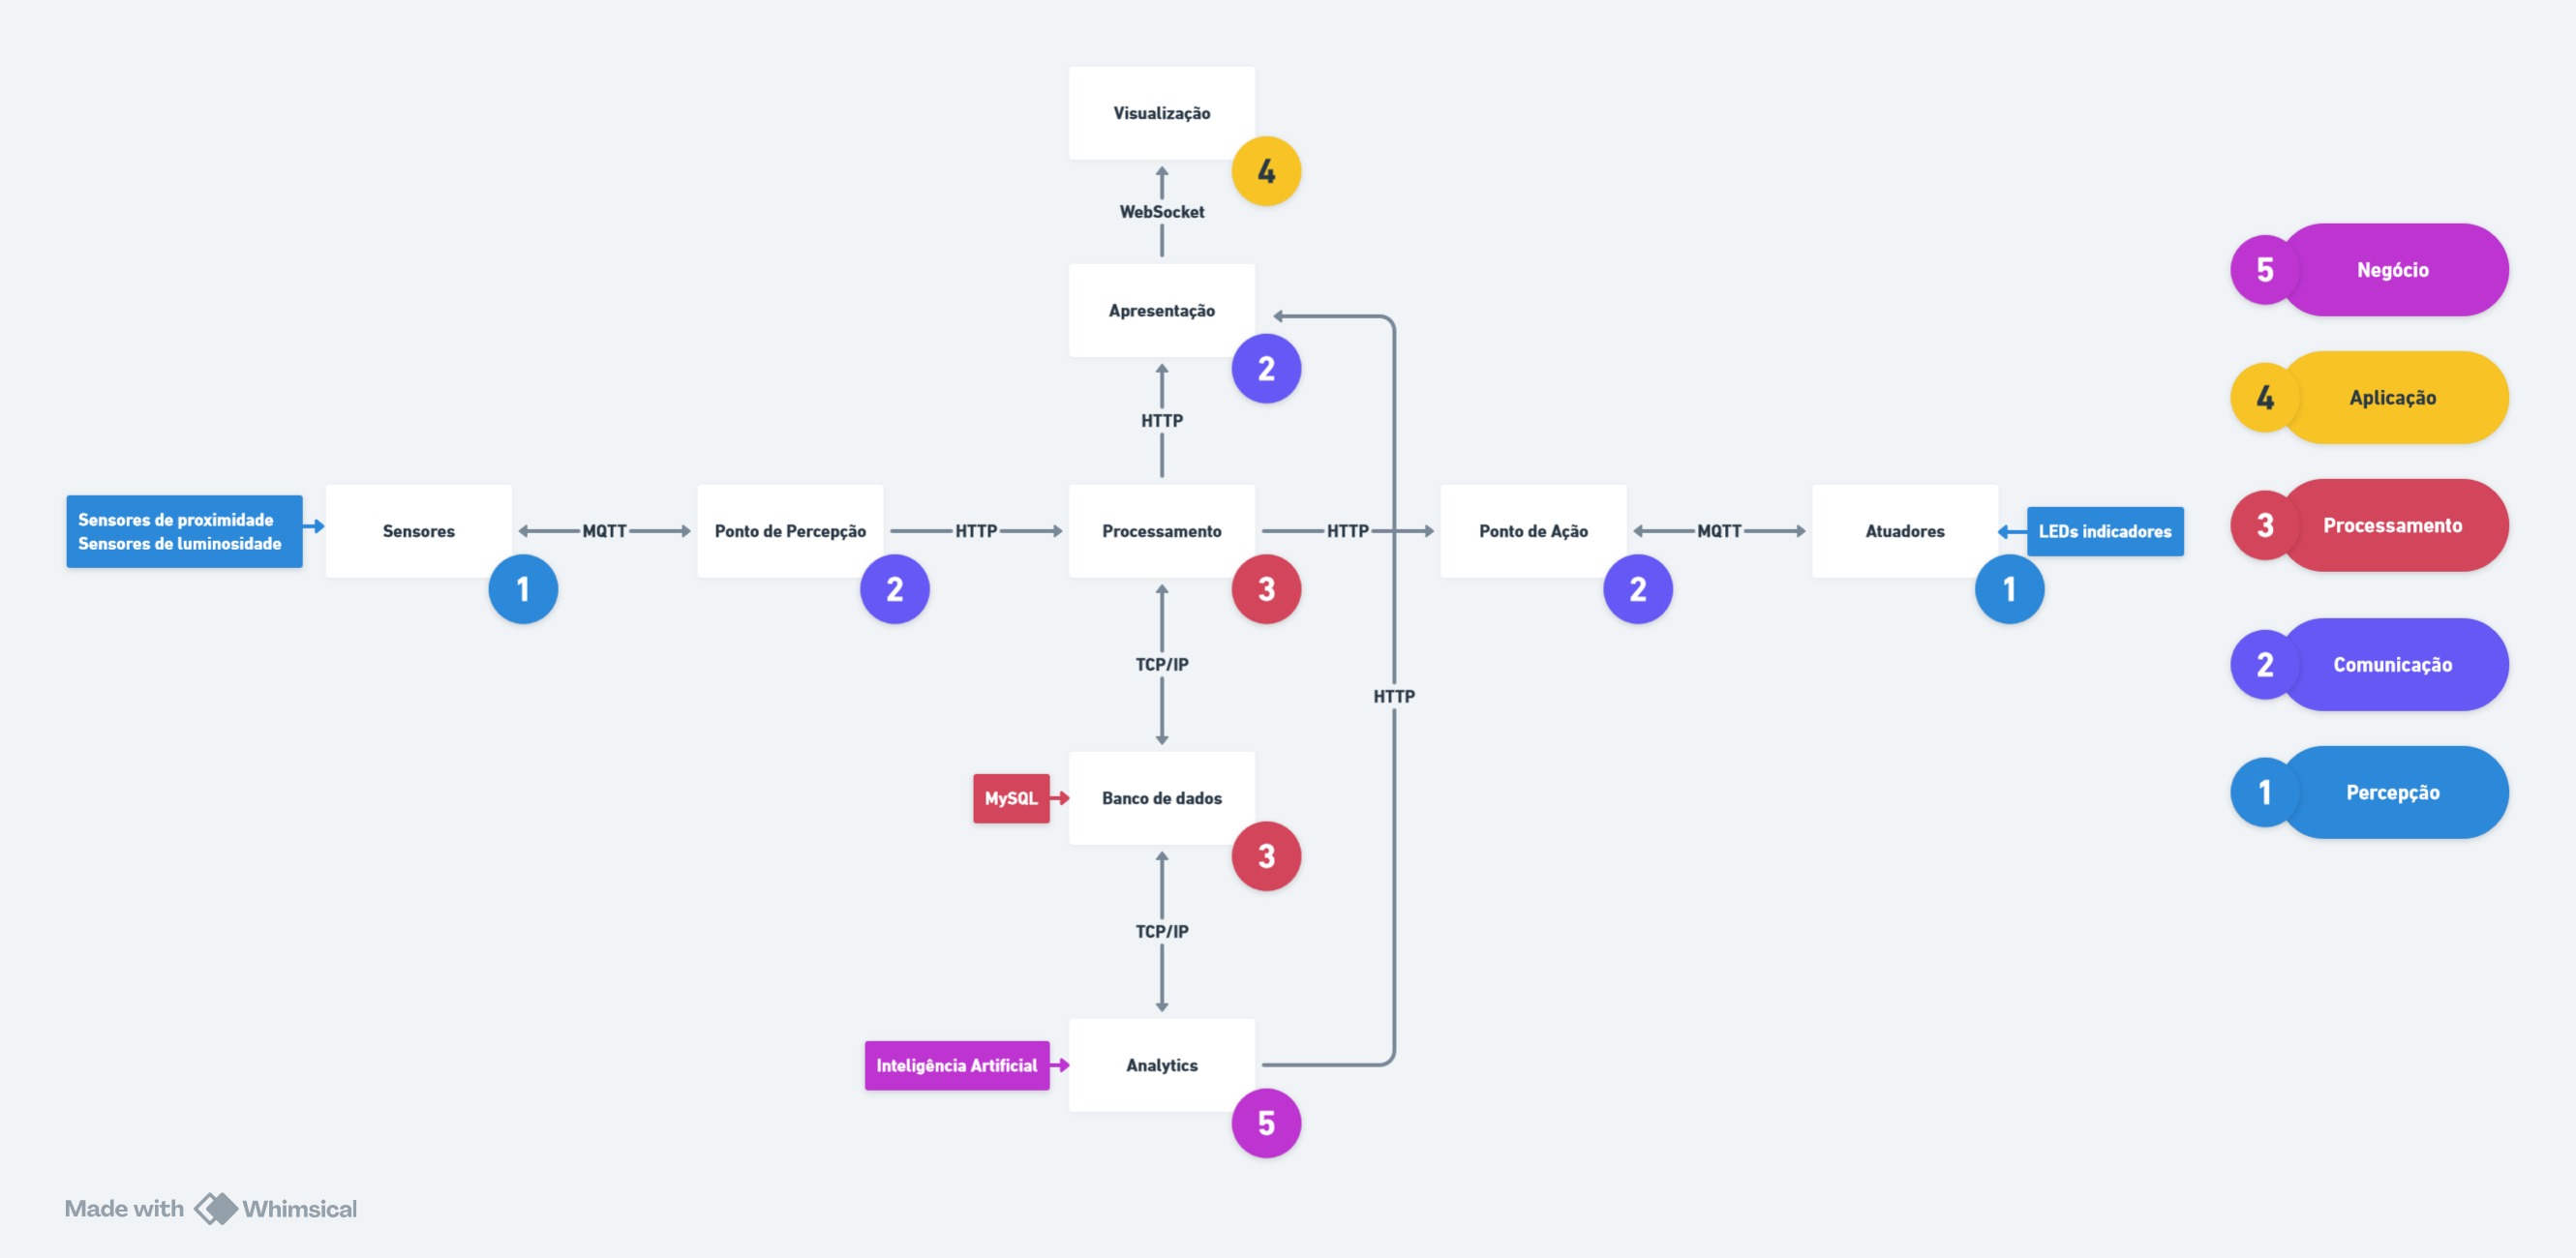 Visualização
4
WebSocket
Apresentação
2
HTTP
Sensores de proximidade
Sensores de luminosidade
Sensores
1
MQTT
Ponto de Percepção
2
HTTP
Processamento
3
HTTP
Ponto de Ação
2
MQTT
Atuadores
1
LEDs indicadores
TCP/IP
HTTP
MySQL
Banco de dados
3
TCP/IP
Inteligência Artificial
Analytics
5
5
Negócio
4
Aplicação
3
Processamento
2
Comunicação
1
Percepção
Made with Whimsical